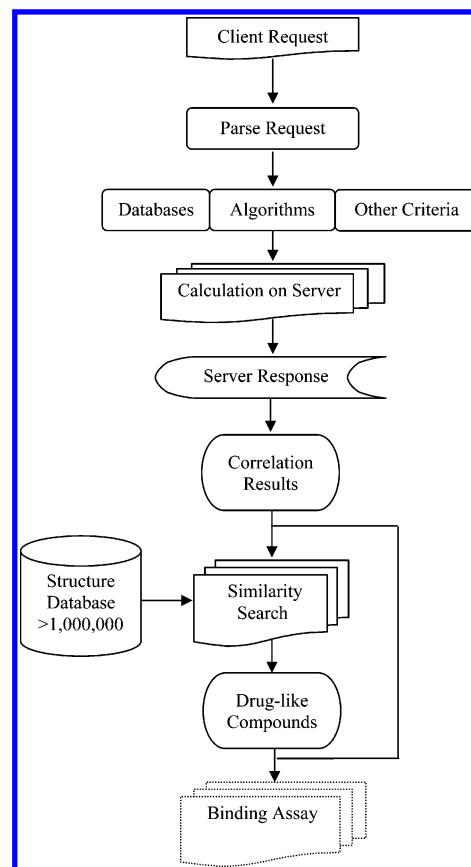 Client Request
Parse Request
Databases
Algorithms
Other Criteria
Calculation on Server
Server Response
Correlation
Results
Structure
Database
>1,000,000
Similarity
Search
Drug-like
Compounds
Binding Assay